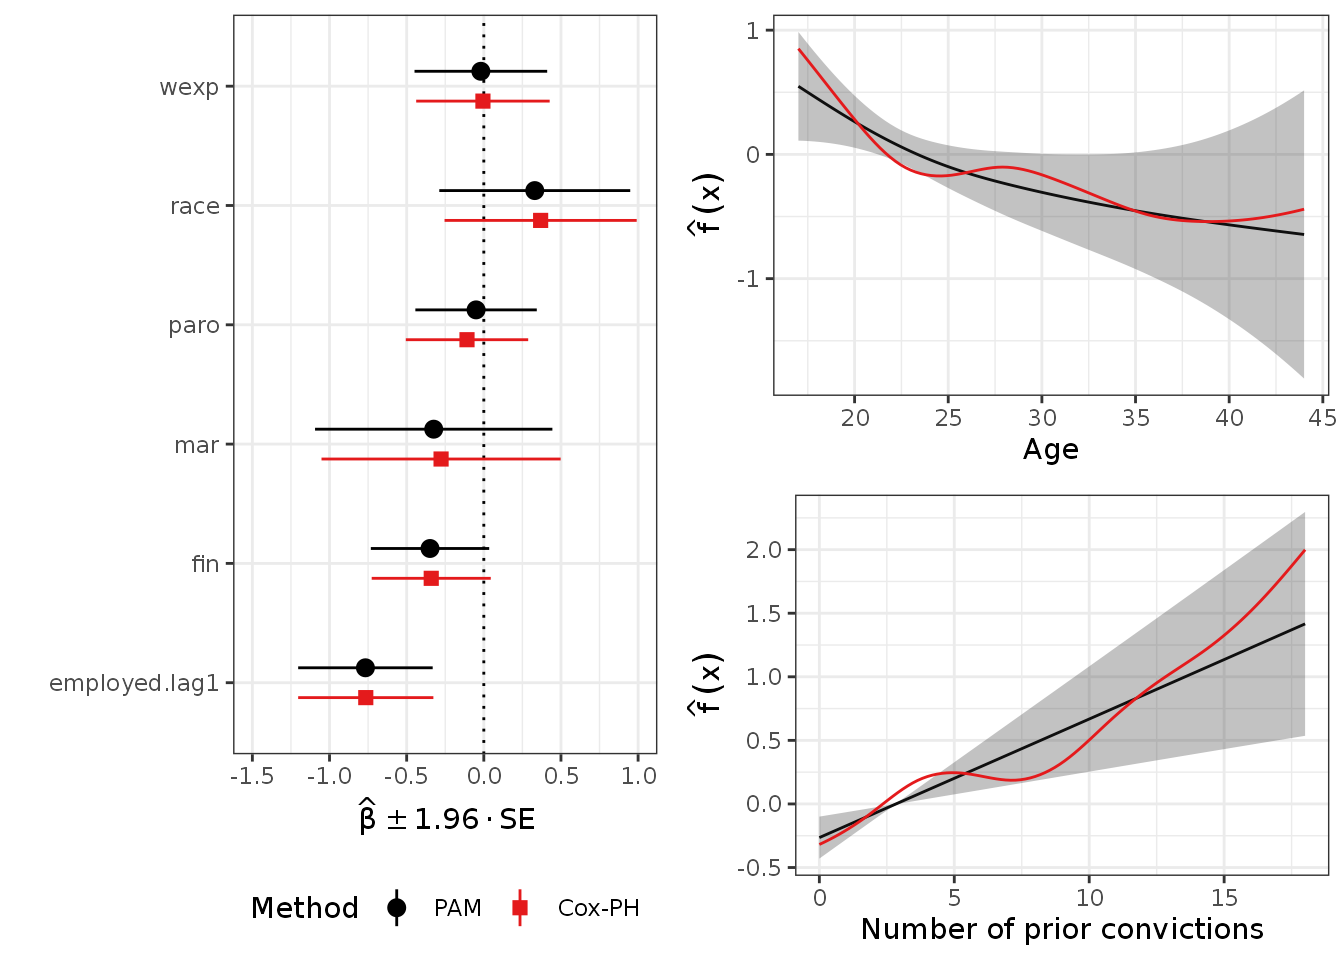 wexp
race
paro
mar
fin
employed.lag1
-1.5 -1.0 -0.5 0.0 0.5 1.0
β̂ ± 1.96 · SE
Method PAM Cox-PH
1
0
-1
f̂ (x)
20 25 30 35 40 45
Age
2.0
1.5
1.0
0.5
0.0
-0.5
f̂ (x)
0 5 10 15
Number of prior convictions